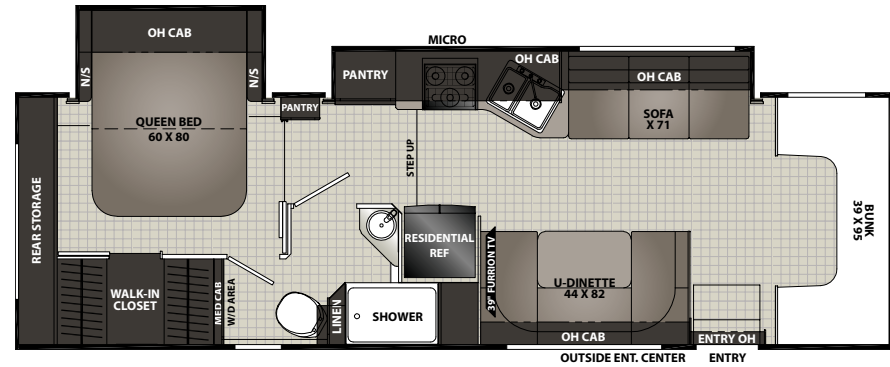 OH CAB
N/S
N/S
QUEEN BED
60 X 80
REAR STORAGE
PANTRY
MICRO
PANTRY
OH CAB
OH CAB
SOFA
X 71
STEP UP
BUNK
39 X 95
RESIDENTIAL
REF
39" FURRION TV
U-DINETTE
44 X 82
WALK-IN
CLOSET
MED CAB
W/D AREA
LINEN
SHOWER
OH CAB
ENTRY OH
OUTSIDE ENT. CENTER
ENTRY